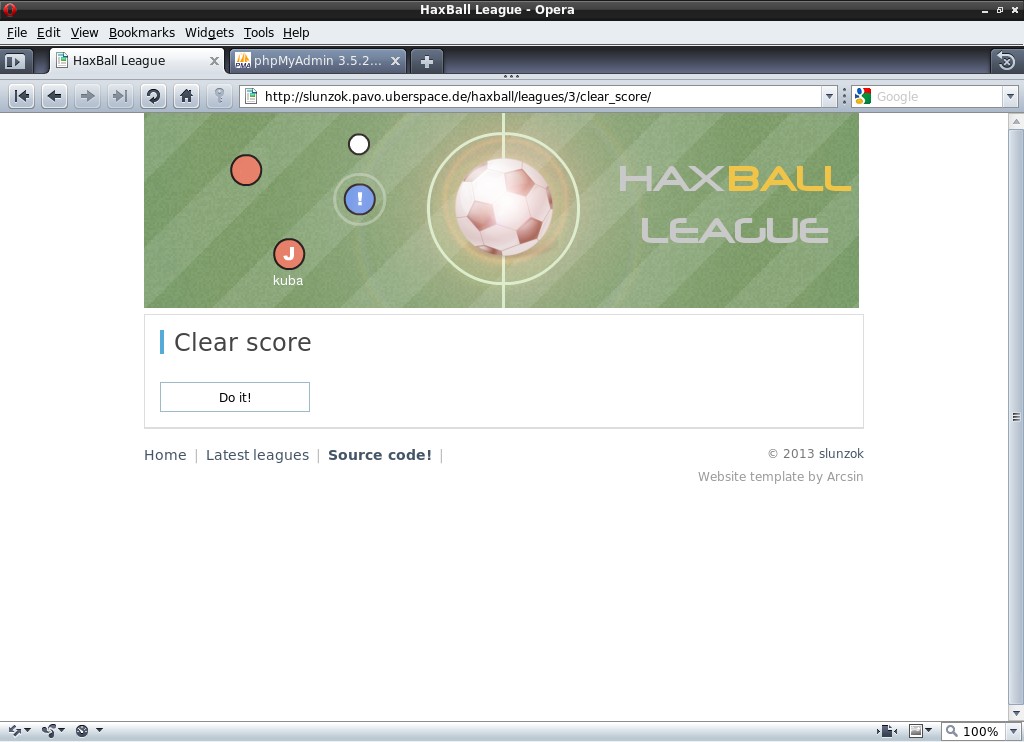 HaxBall League - Opera
File Edit View Bookmarks Widgets Tools Help
HaxBall League phpMyAdmin 3.5.2...
http://slunzok.pavo.uberspace.de/haxball/leagues/3/clear_score/ Google
!
J
kuba
HAXBALL
LEAGUE
Clear score
Do it!
Home | Latest leagues | Source code! |
© 2013 slunzok
Website template by Arcsin
100%